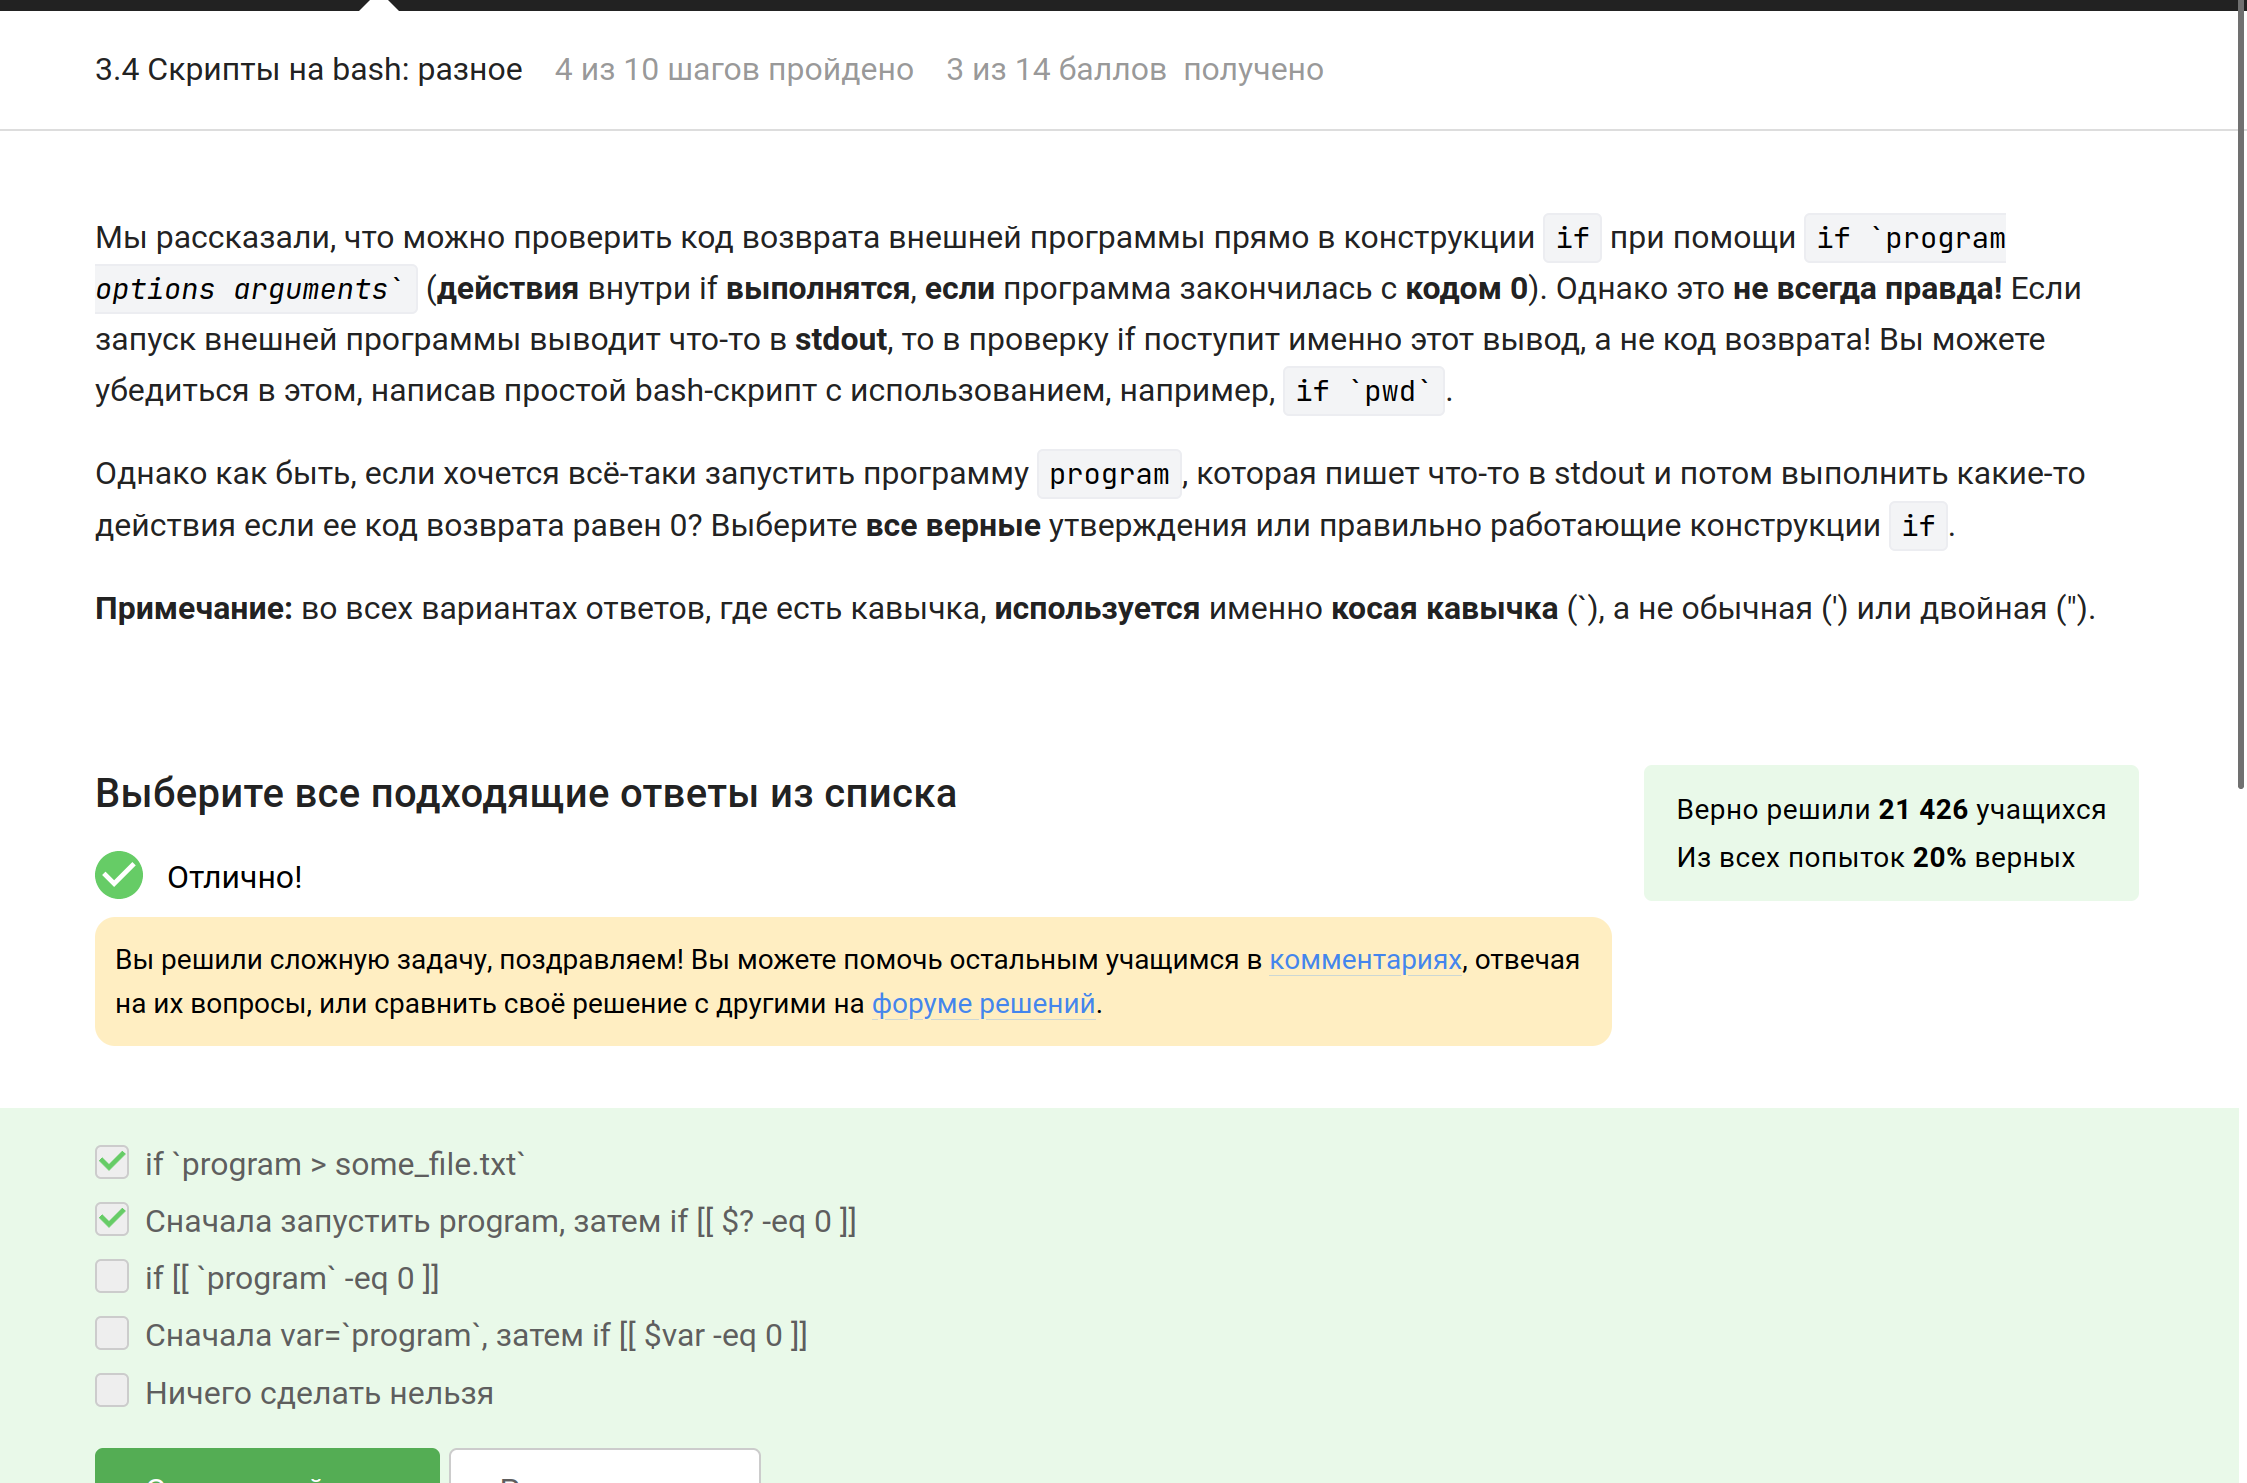 3.4 Скрипты на bash: разное 4 из 10 шагов пройдено 3 из 14 баллов получено
Мы рассказали, что можно проверить код возврата внешней программы прямо в конструкции if при помощи if `program
options arguments` (действия внутри if выполнятся, если программа закончилась с кодом 0). Однако это не всегда правда! Если
запуск внешней программы выводит что-то в stdout, то в проверку if поступит именно этот вывод, а не код возврата! Вы можете
убедиться в этом, написав простой bash-скрипт с использованием, например, if `pwd`.
Однако как быть, если хочется всё-таки запустить программу program, которая пишет что-то в stdout и потом выполнить какие-то
действия если ее код возврата равен 0? Выберите все верные утверждения или правильно работающие конструкции if.
Примечание: во всех вариантах ответов, где есть кавычка, используется именно косая кавычка (`), а не обычная (') или двойная (").
Выберите все подходящие ответы из списка
Верно решили 21 426 учащихся
Из всех попыток 20% верных
Отлично!
Вы решили сложную задачу, поздравляем! Вы можете помочь остальным учащимся в комментариях, отвечая
на их вопросы, или сравнить своё решение с другими на форуме решений.
if `program > some_file.txt`
Сначала запустить program, затем if [[ $? -eq 0 ]]
if [[ `program` -eq 0 ]]
Сначала var=`program`, затем if [[ $var -eq 0 ]]
Ничего сделать нельзя